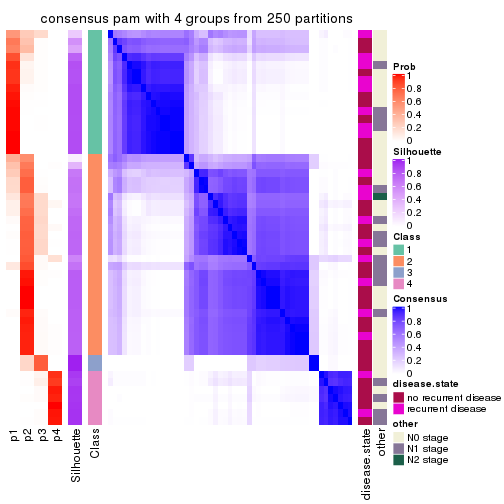 consensus pam with 4 groups from 250 partitions
Prob
1
0.8
0.6
0.4
0.2
0
Silhouette
1
0.8
0.6
0.4
0.2
0
Class
1
2
3
4
Consensus
1
0.8
0.6
0.4
0.2
0
disease.state
no recurrent disease
recurrent disease
other
N0 stage
N1 stage
N2 stage
p1
p2
p3
p4
Silhouette
Class
disease.state
other